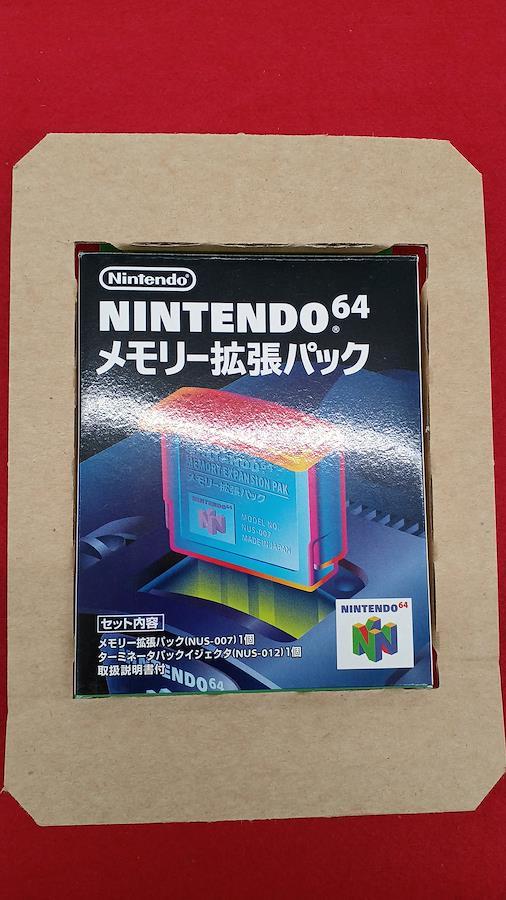 Nintendo
NINTENDO64
®
メモリー拡張パック
NINTENDO64
MEMORY EXPANSION PAK
メモリー拡張パック
NINTENDO64
MODEL NO.
NUS-007
MADE IN JAPAN
セット内容
メモリー拡張パック(NUS-007)1個
ターミネータパックイジェクタ(NUS-012)1個
取扱説明書付
NINTENDO64
NINTENDO64